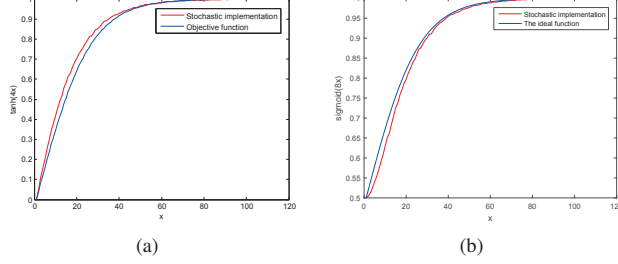 Stochastic implementation
Objective function
0.9
0.8
0.7
0.6
0.5
0.4
0.3
0.2
0.1
0
tanh(4x)
0 20 40 60 80 100 120
x
(a)
Stochastic implementation
The ideal function
0.95
0.9
0.85
0.8
0.75
0.7
0.65
0.6
0.55
0.5
sigmoid(8x)
0 20 40 60 80 100 120
x
(b)